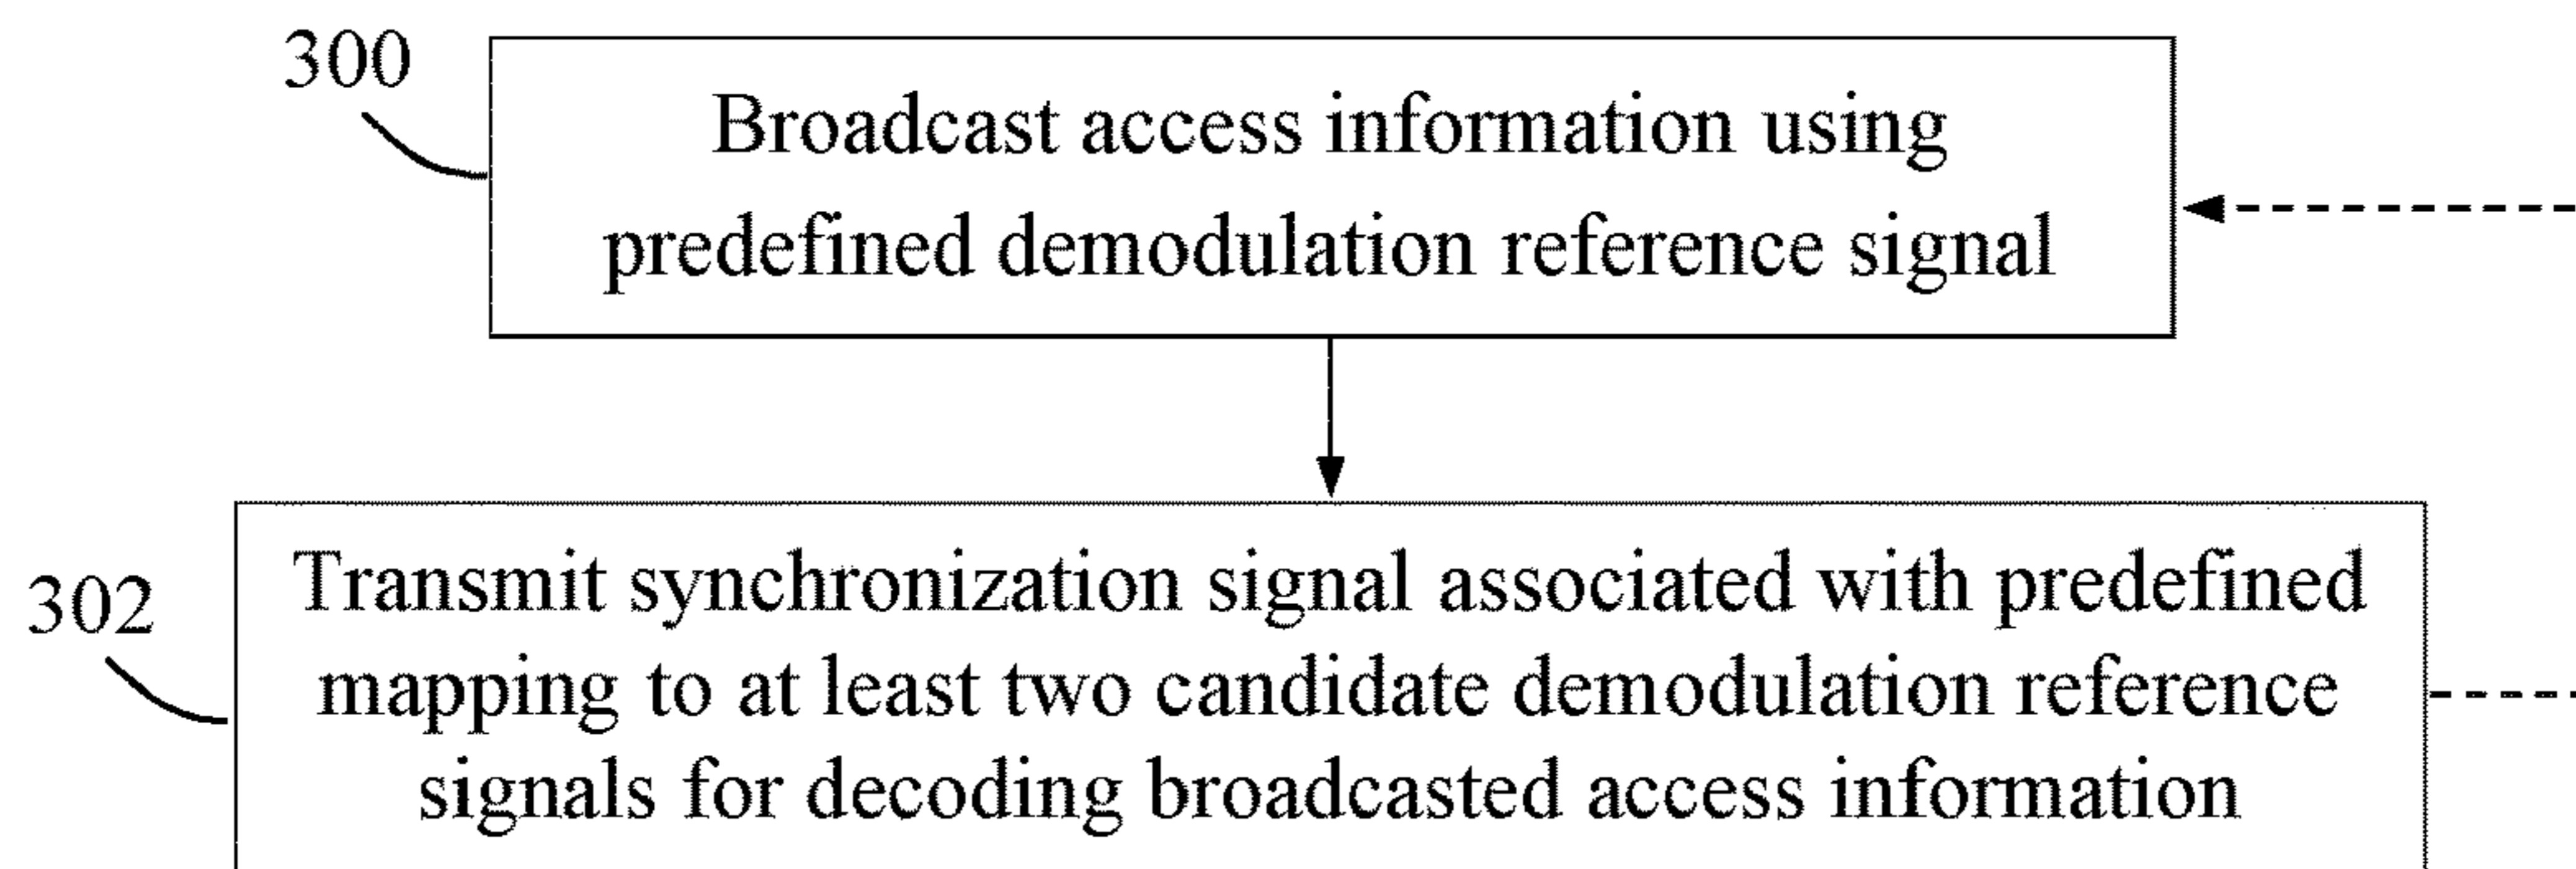 300
Broadcast access information using
predefined demodulation reference signal
302
Transmit synchronization signal associated with predefined
mapping to at least two candidate demodulation reference
signals for decoding broadcasted access information